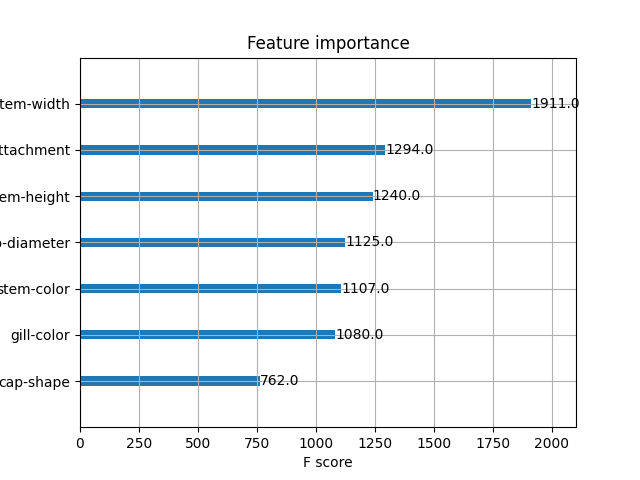 Feature importance
tem-width
1911.0
ttachment
1294.0
em-height
1240.0
-diameter
1125.0
stem-color
1107.0
gill-color
1080.0
cap-shape
762.0
0 250 500 750 1000 1250 1500 1750 2000
F score